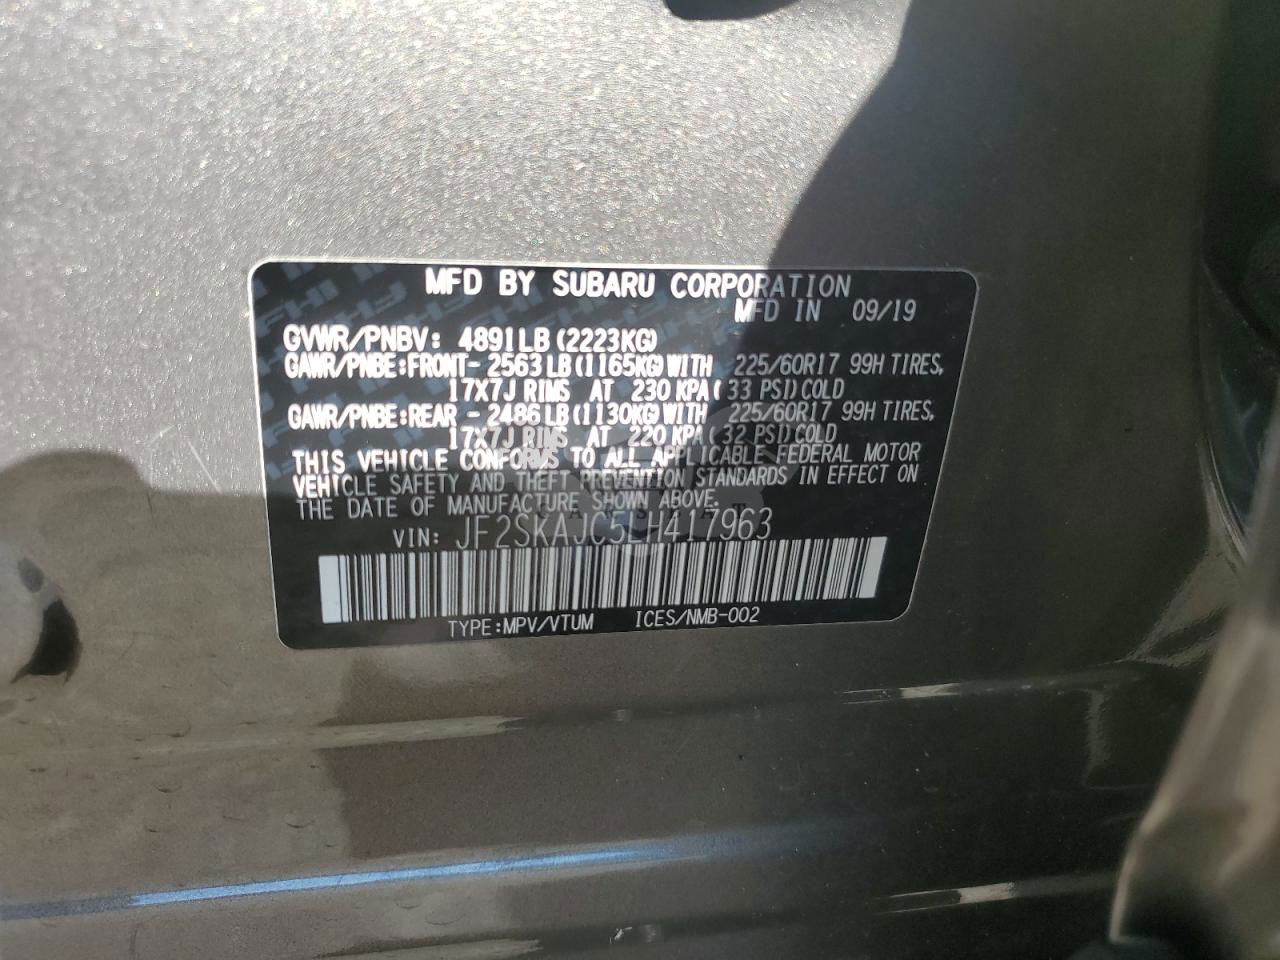 MFD BY SUBARU CORPORATION
MFD IN 09/19
GVWR/PNBV: 4891LB(2223KG)
GAWR/PNBE:FRONT- 2563LB(1165KG)WITH 225/60R17 99H TIRES,
17X7J RIMS AT 230 KPA(33 PSI)COLD
GAWR/PNBE:REAR - 2486LB(1130KG)WITH 225/60R17 99H TIRES,
17X7J RIMS AT 220 KPA(32 PSI)COLD
THIS VEHICLE CONFORMS TO ALL APPLICABLE FEDERAL MOTOR
VEHICLE SAFETY AND THEFT PREVENTION STANDARDS IN EFFECT ON
THE DATE OF MANUFACTURE SHOWN ABOVE.
VIN: JF2SKAJC5LH417963
TYPE:MPV/VTUM ICES/NMB-002